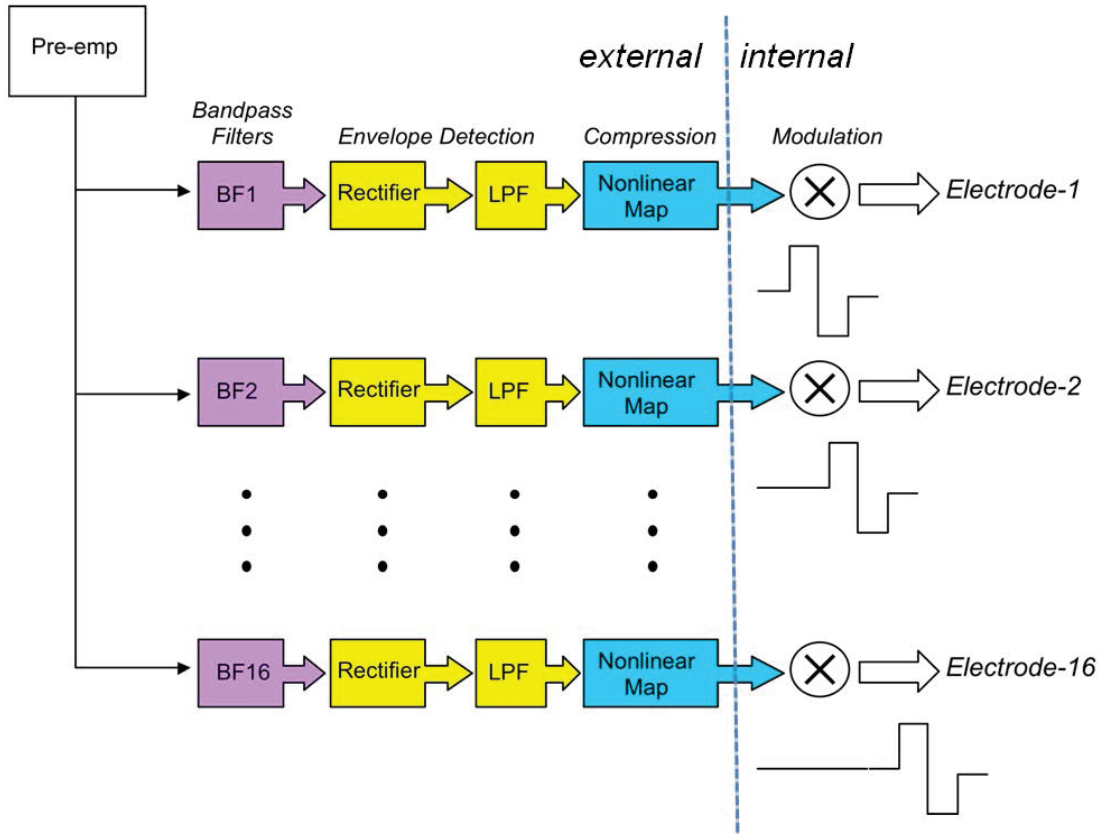 Pre-emp
external internal
Bandpass
Filters
Envelope Detection
Compression
Modulation
BF1
Rectifier
LPF
Nonlinear
Map
Electrode-1
BF2
Rectifier
LPF
Nonlinear
Map
Electrode-2
BF16
Rectifier
LPF
Nonlinear
Map
Electrode-16